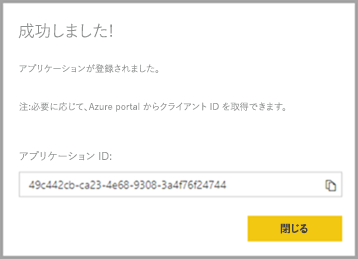 成功しました!
アプリケーションが登録されました。
注:必要に応じて、Azure portal からクライアント ID を取得できます。
アプリケーション ID:
49c442cb-ca23-4e68-9308-3a4f76f24744
閉じる